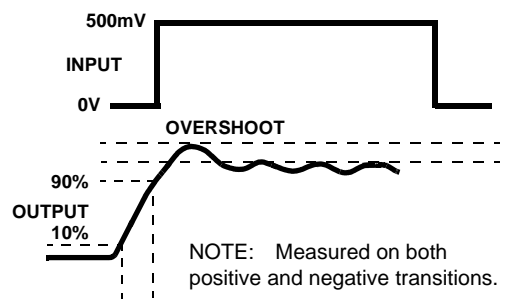 500mV
INPUT
0V
OVERSHOOT
90%
OUTPUT
10%
NOTE: Measured on both
positive and negative transitions.